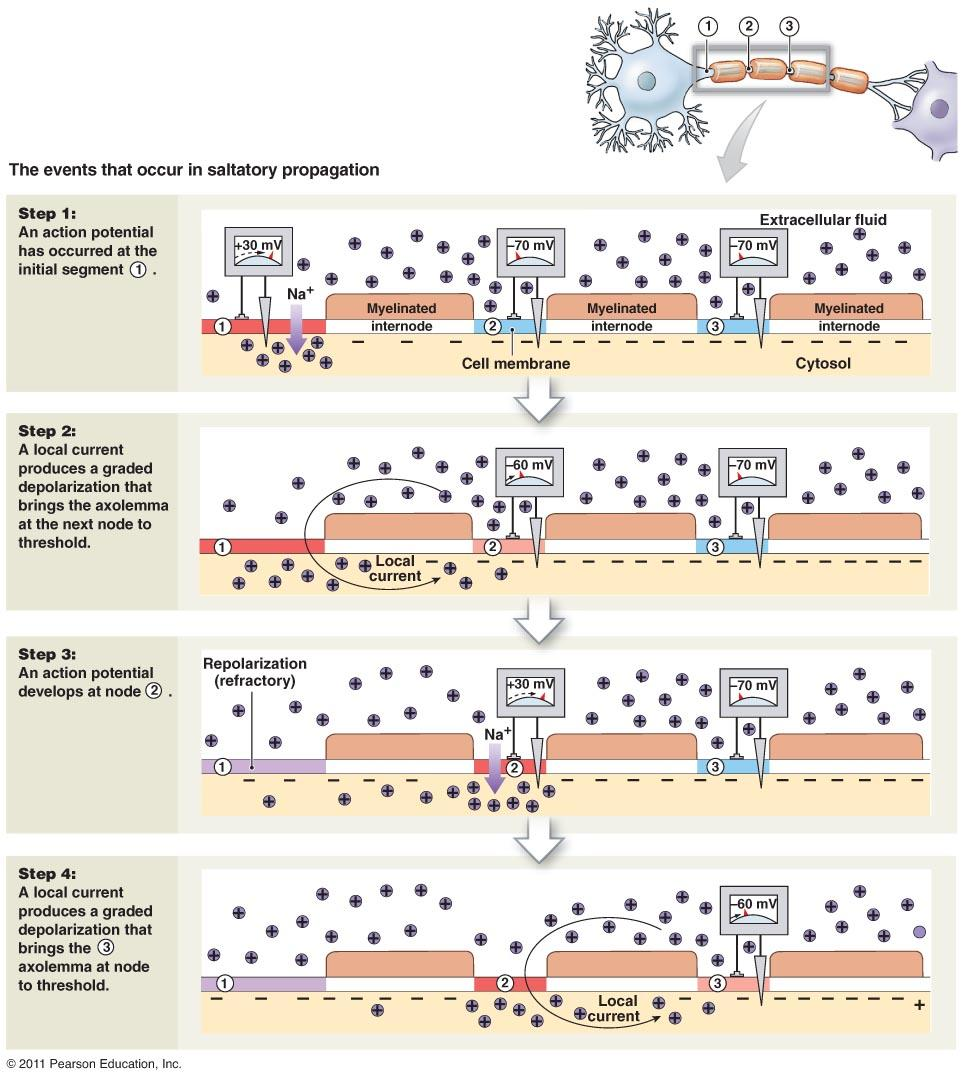 ① ② ③
The events that occur in saltatory propagation
Step 1:
An action potential
has occurred at the
initial segment ① .
Extracellular fluid
+30 mV
–70 mV
–70 mV
Na⁺
Myelinated
internode
Myelinated
internode
Myelinated
internode
① ② ③
Cell membrane
Cytosol
Step 2:
A local current
produces a graded
depolarization that
brings the axolemma
at the next node to
threshold.
–60 mV
–70 mV
① ② ③
Local
current
Step 3:
An action potential
develops at node ② .
Repolarization
(refractory)
+30 mV
–70 mV
Na⁺
① ② ③
Step 4:
A local current
produces a graded
depolarization that
brings the ③
axolemma at node
to threshold.
–60 mV
① ② ③
Local
current
© 2011 Pearson Education, Inc.